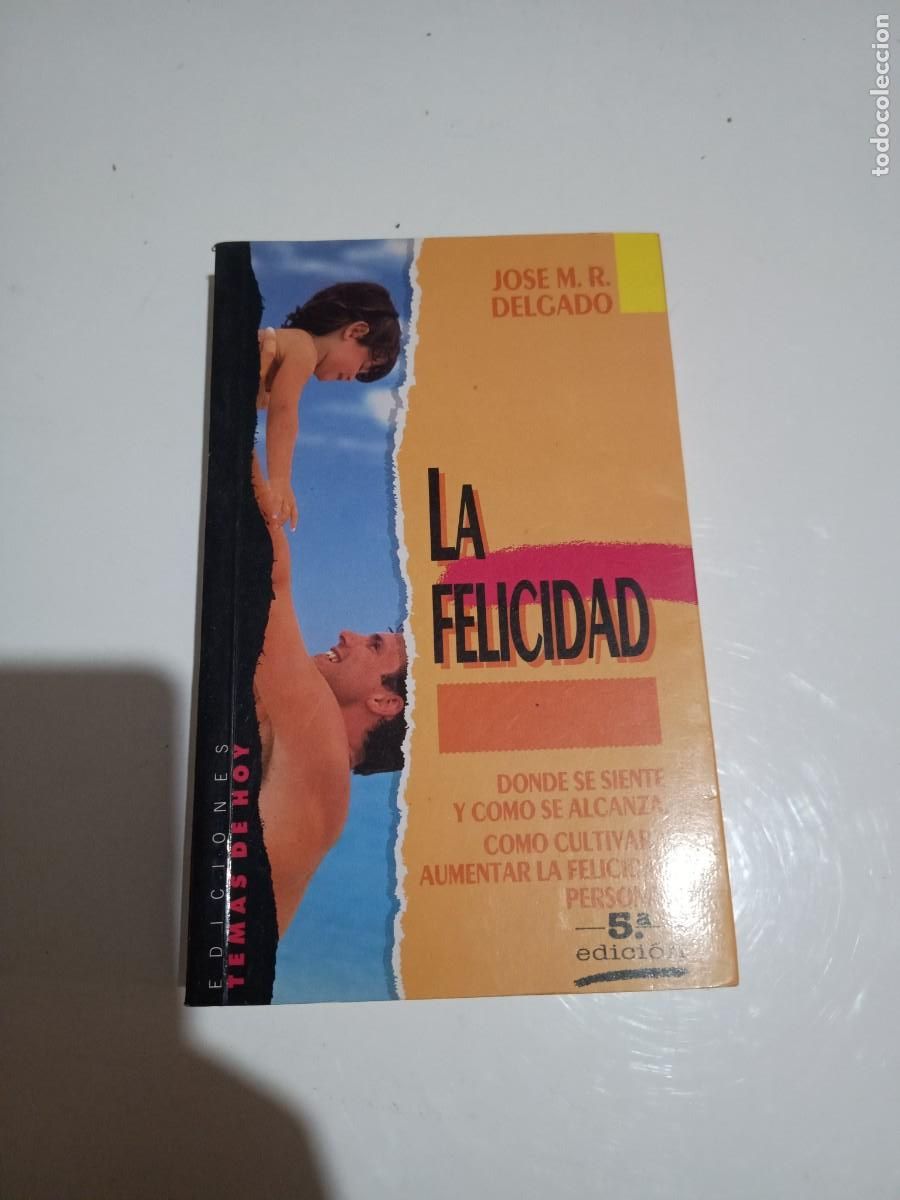 todocoleccion
JOSE M. R.
DELGADO
LA
FELICIDAD
DONDE SE SIENTE
Y COMO SE ALCANZA.
COMO CULTIVAR
AUMENTAR LA
—5.ª—
edición
EDICIONES
TEMAS DE HOY